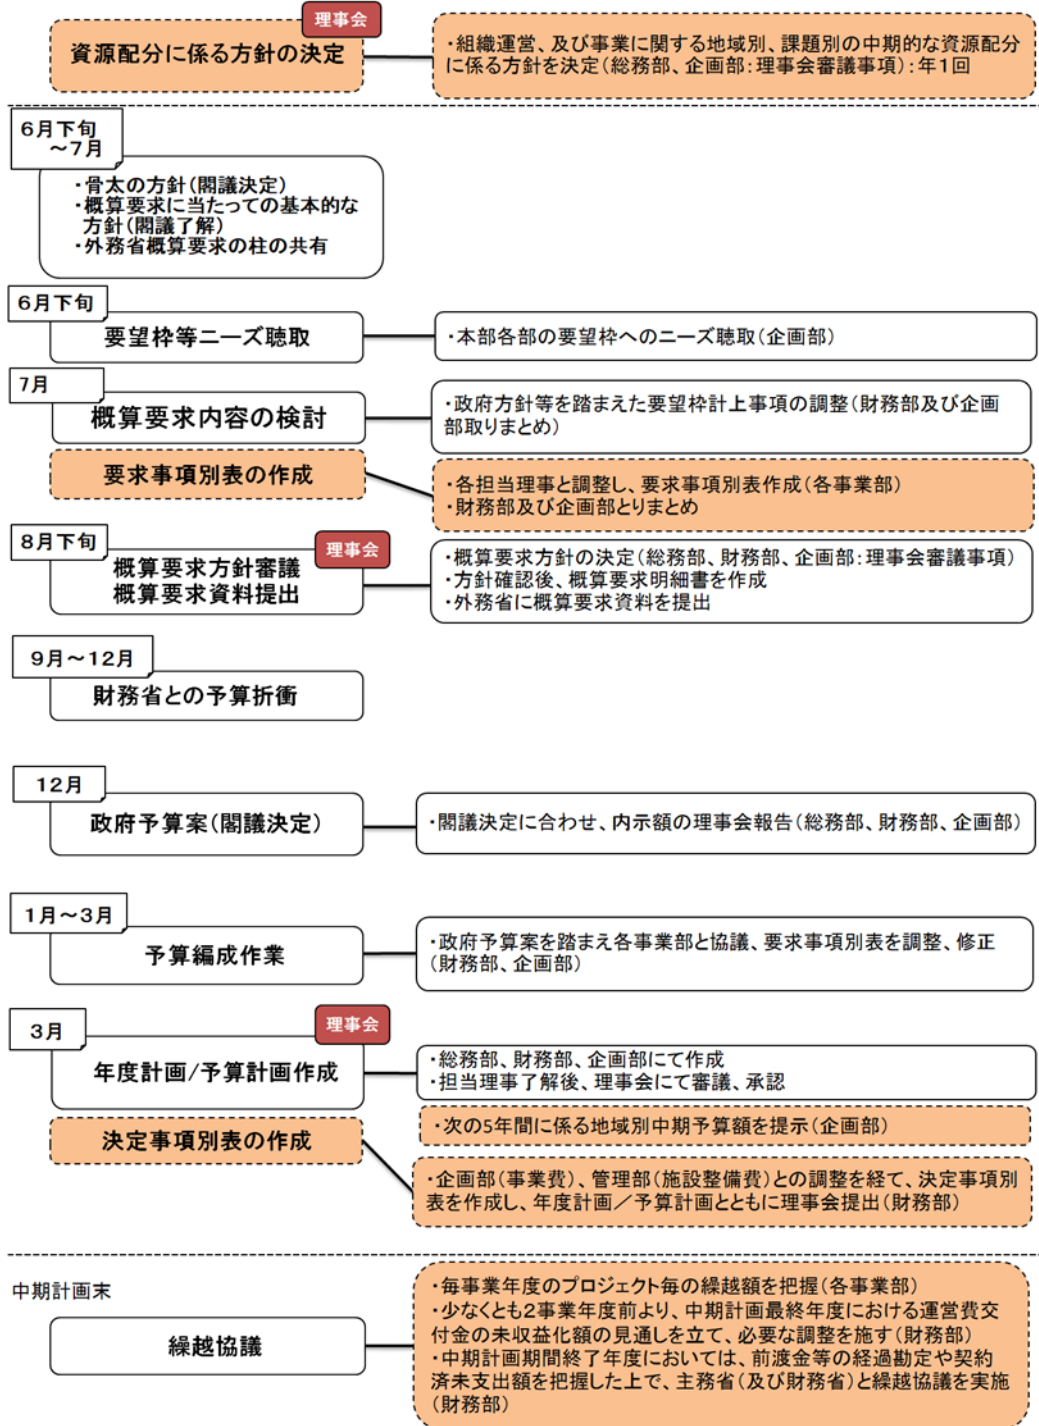 理事会
資源配分に係る方針の決定
・組織運営、及び事業に関する地域別、課題別の中期的な資源配分
に係る方針を決定(総務部、企画部:理事会審議事項):年1回
6月下旬
～7月
・骨太の方針(閣議決定)
・概算要求に当たっての基本的な
方針(閣議了解)
・外務省概算要求の柱の共有
6月下旬
要望枠等ニーズ聴取
・本部各部の要望枠へのニーズ聴取(企画部)
7月
概算要求内容の検討
・政府方針等を踏まえた要望枠計上事項の調整(財務部及び企画
部取りまとめ)
要求事項別表の作成
・各担当理事と調整し、要求事項別表作成(各事業部)
・財務部及び企画部とりまとめ
8月下旬
理事会
概算要求方針審議
概算要求資料提出
・概算要求方針の決定(総務部、財務部、企画部:理事会審議事項)
・方針確認後、概算要求明細書を作成
・外務省に概算要求資料を提出
9月～12月
財務省との予算折衝
12月
政府予算案(閣議決定)
・閣議決定に合わせ、内示額の理事会報告(総務部、財務部、企画部)
1月～3月
予算編成作業
・政府予算案を踏まえ各事業部と協議、要求事項別表を調整、修正
(財務部、企画部)
3月
理事会
年度計画/予算計画作成
・総務部、財務部、企画部にて作成
・担当理事了解後、理事会にて審議、承認
決定事項別表の作成
・次の5年間に係る地域別中期予算額を提示(企画部)
・企画部(事業費)、管理部(施設整備費)との調整を経て、決定事項別
表を作成し、年度計画／予算計画とともに理事会提出(財務部)
中期計画末
繰越協議
・毎事業年度のプロジェクト毎の繰越額を把握(各事業部)
・少なくとも2事業年度前より、中期計画最終年度における運営費交
付金の未収益化額の見通しを立て、必要な調整を施す(財務部)
・中期計画期間終了年度においては、前渡金等の経過勘定や契約
済未支出額を把握した上で、主務省(及び財務省)と繰越協議を実施
(財務部)